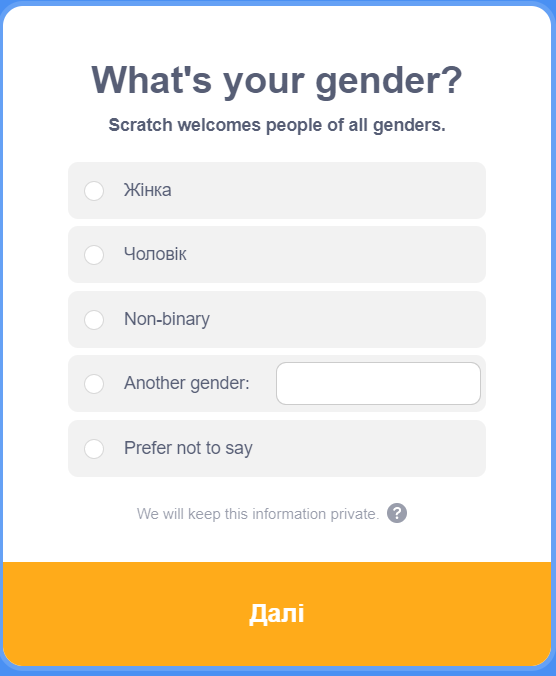 What's your gender?
Scratch welcomes people of all genders.
Жінка
Чоловік
Non-binary
Another gender:
Prefer not to say
We will keep this information private. ?
Далі